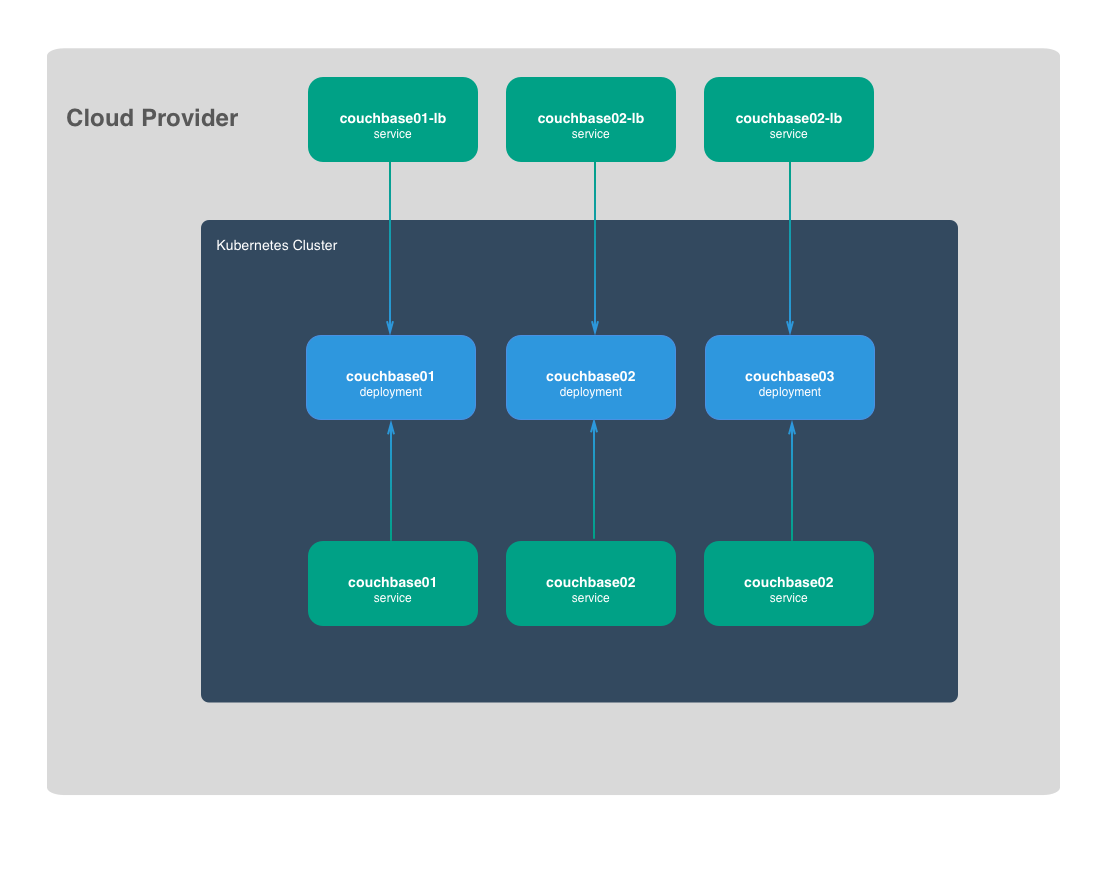 Cloud Provider
couchbase01-lb
service
couchbase02-lb
service
couchbase02-lb
service
Kubernetes Cluster
couchbase01
deployment
couchbase02
deployment
couchbase03
deployment
couchbase01
service
couchbase02
service
couchbase02
service